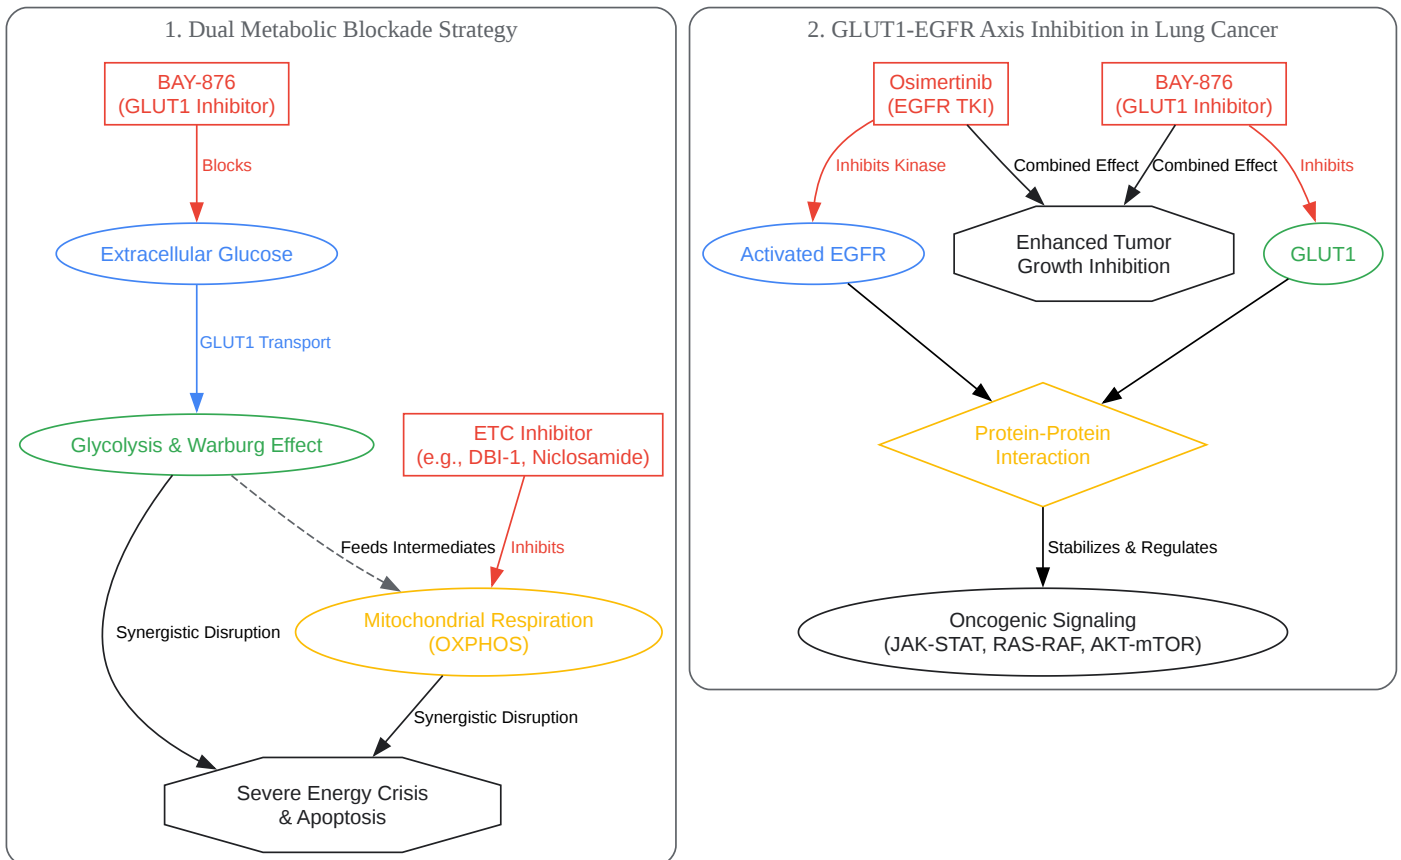 1. Dual Metabolic Blockade Strategy
BAY-876
(GLUT1 Inhibitor)
Blocks
Extracellular Glucose
GLUT1 Transport
Glycolysis & Warburg Effect
ETC Inhibitor
(e.g., DBI-1, Niclosamide)
Feeds Intermediates
Inhibits
Synergistic Disruption
Mitochondrial Respiration
(OXPHOS)
Synergistic Disruption
Severe Energy Crisis
& Apoptosis
2. GLUT1-EGFR Axis Inhibition in Lung Cancer
Osimertinib
(EGFR TKI)
BAY-876
(GLUT1 Inhibitor)
Inhibits Kinase
Combined Effect
Combined Effect
Inhibits
Activated EGFR
Enhanced Tumor
Growth Inhibition
GLUT1
Protein-Protein
Interaction
Stabilizes & Regulates
Oncogenic Signaling
(JAK-STAT, RAS-RAF, AKT-mTOR)